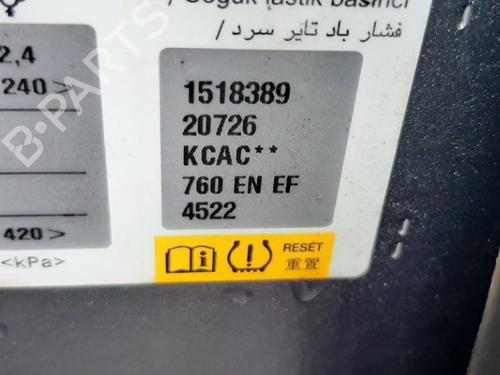 / Soğuk lastik basıncı
فشار باد تایر سرد /
2,4
240>
1518389
20726
KCAC**
760 EN EF
4522
420>
<kPa>
RESET
重置
B-PARTS